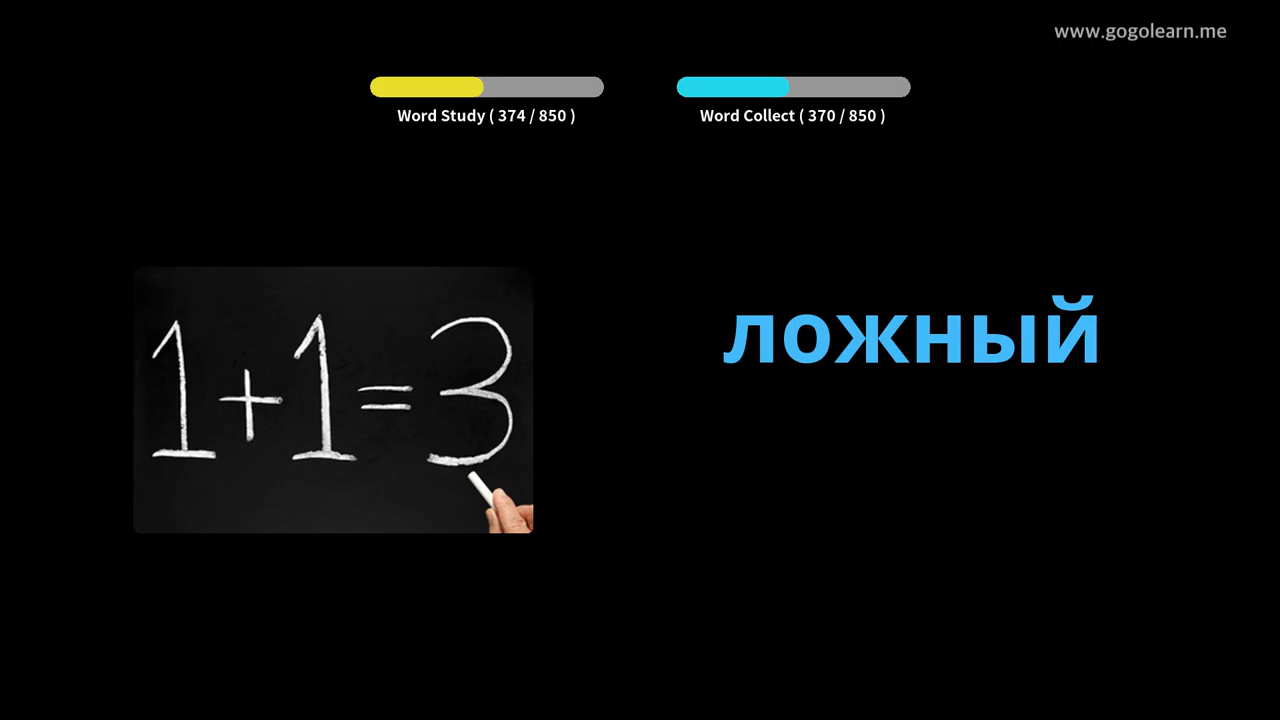 www.gogolearn.me
Word Study ( 374 / 850 )
Word Collect ( 370 / 850 )
ложный
1+1=3